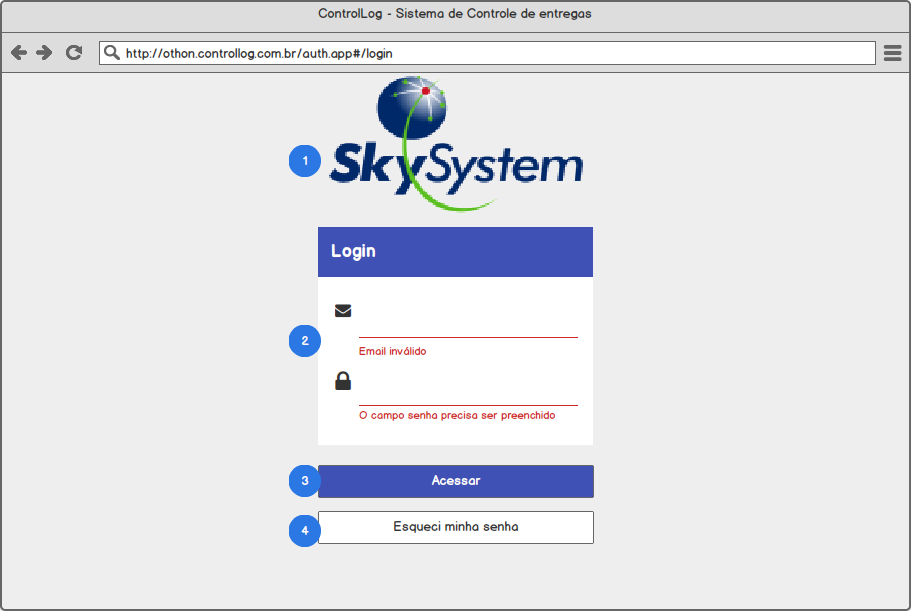 ControlLog - Sistema de Controle de entregas
http://othon.controllog.com.br/auth.app#/login
1
SkySystem
Login
2
Email inválido
O campo senha precisa ser preenchido
3
Acessar
4
Esqueci minha senha